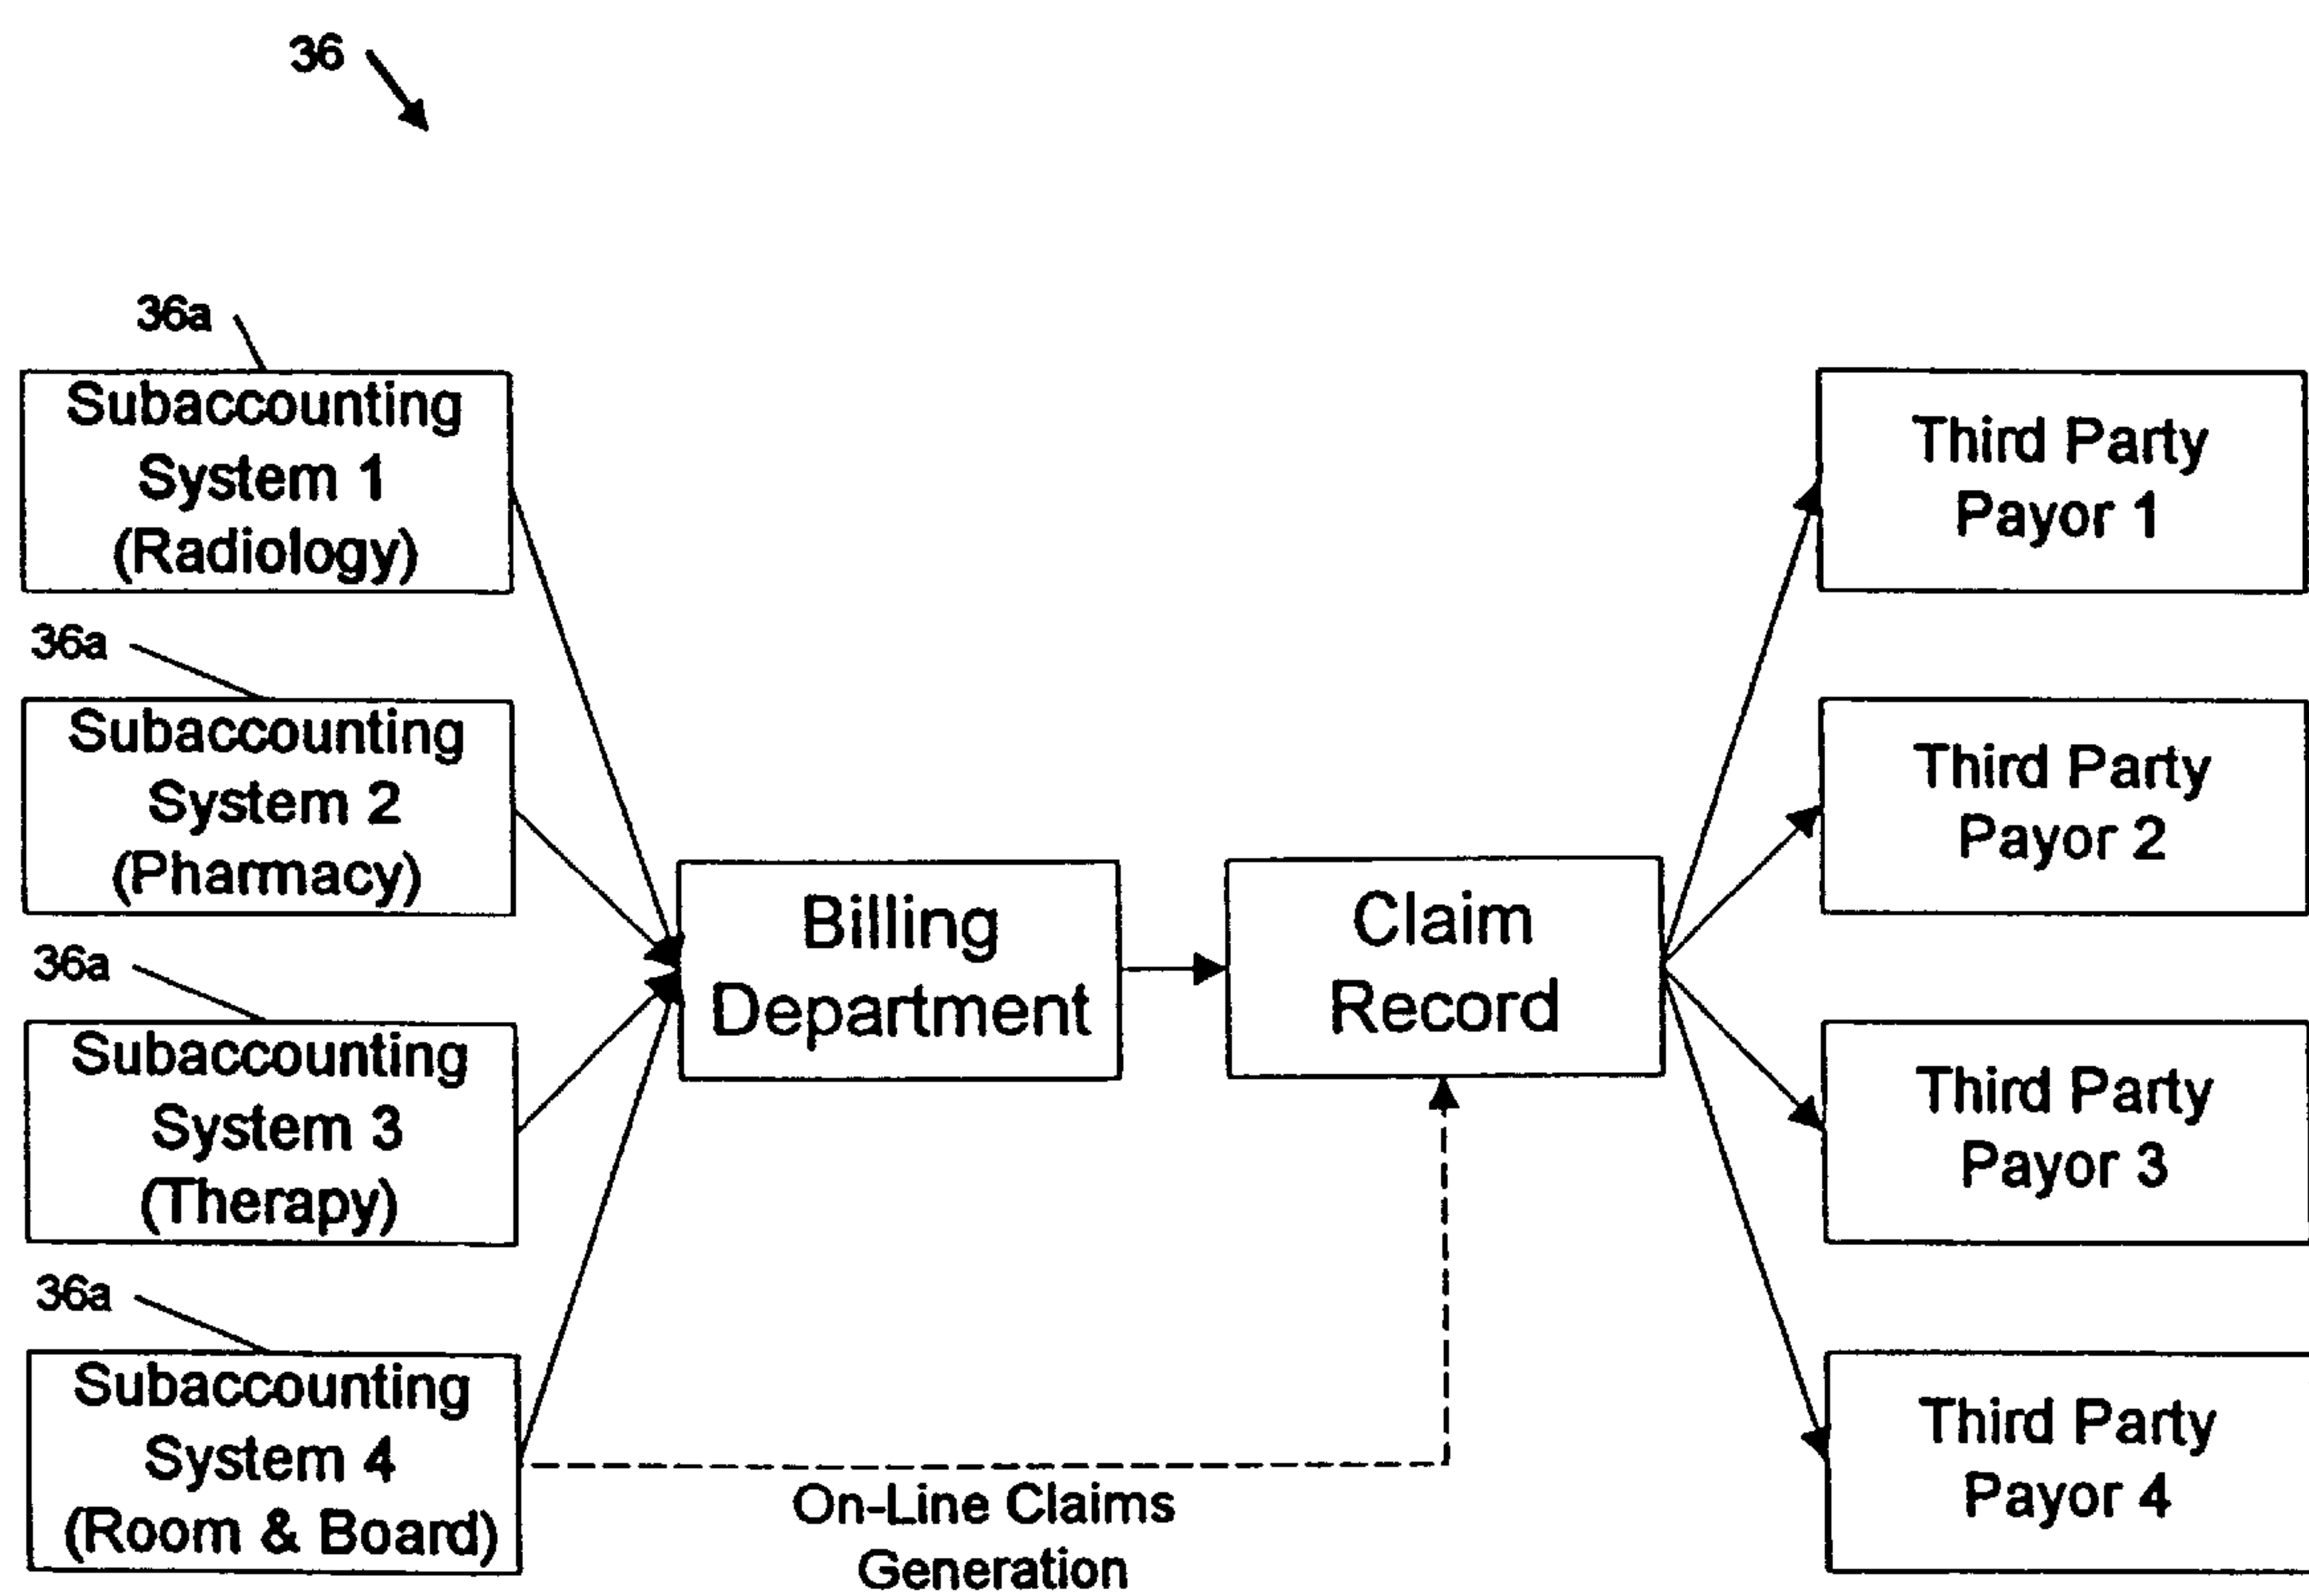 36
36a
Subaccounting
System 1
(Radiology)
36a
Subaccounting
System 2
(Pharmacy)
36a
Subaccounting
System 3
(Therapy)
36a
Subaccounting
System 4
(Room & Board)
Billing
Department
Claim
Record
On-Line Claims
Generation
Third Party
Payor 1
Third Party
Payor 2
Third Party
Payor 3
Third Party
Payor 4